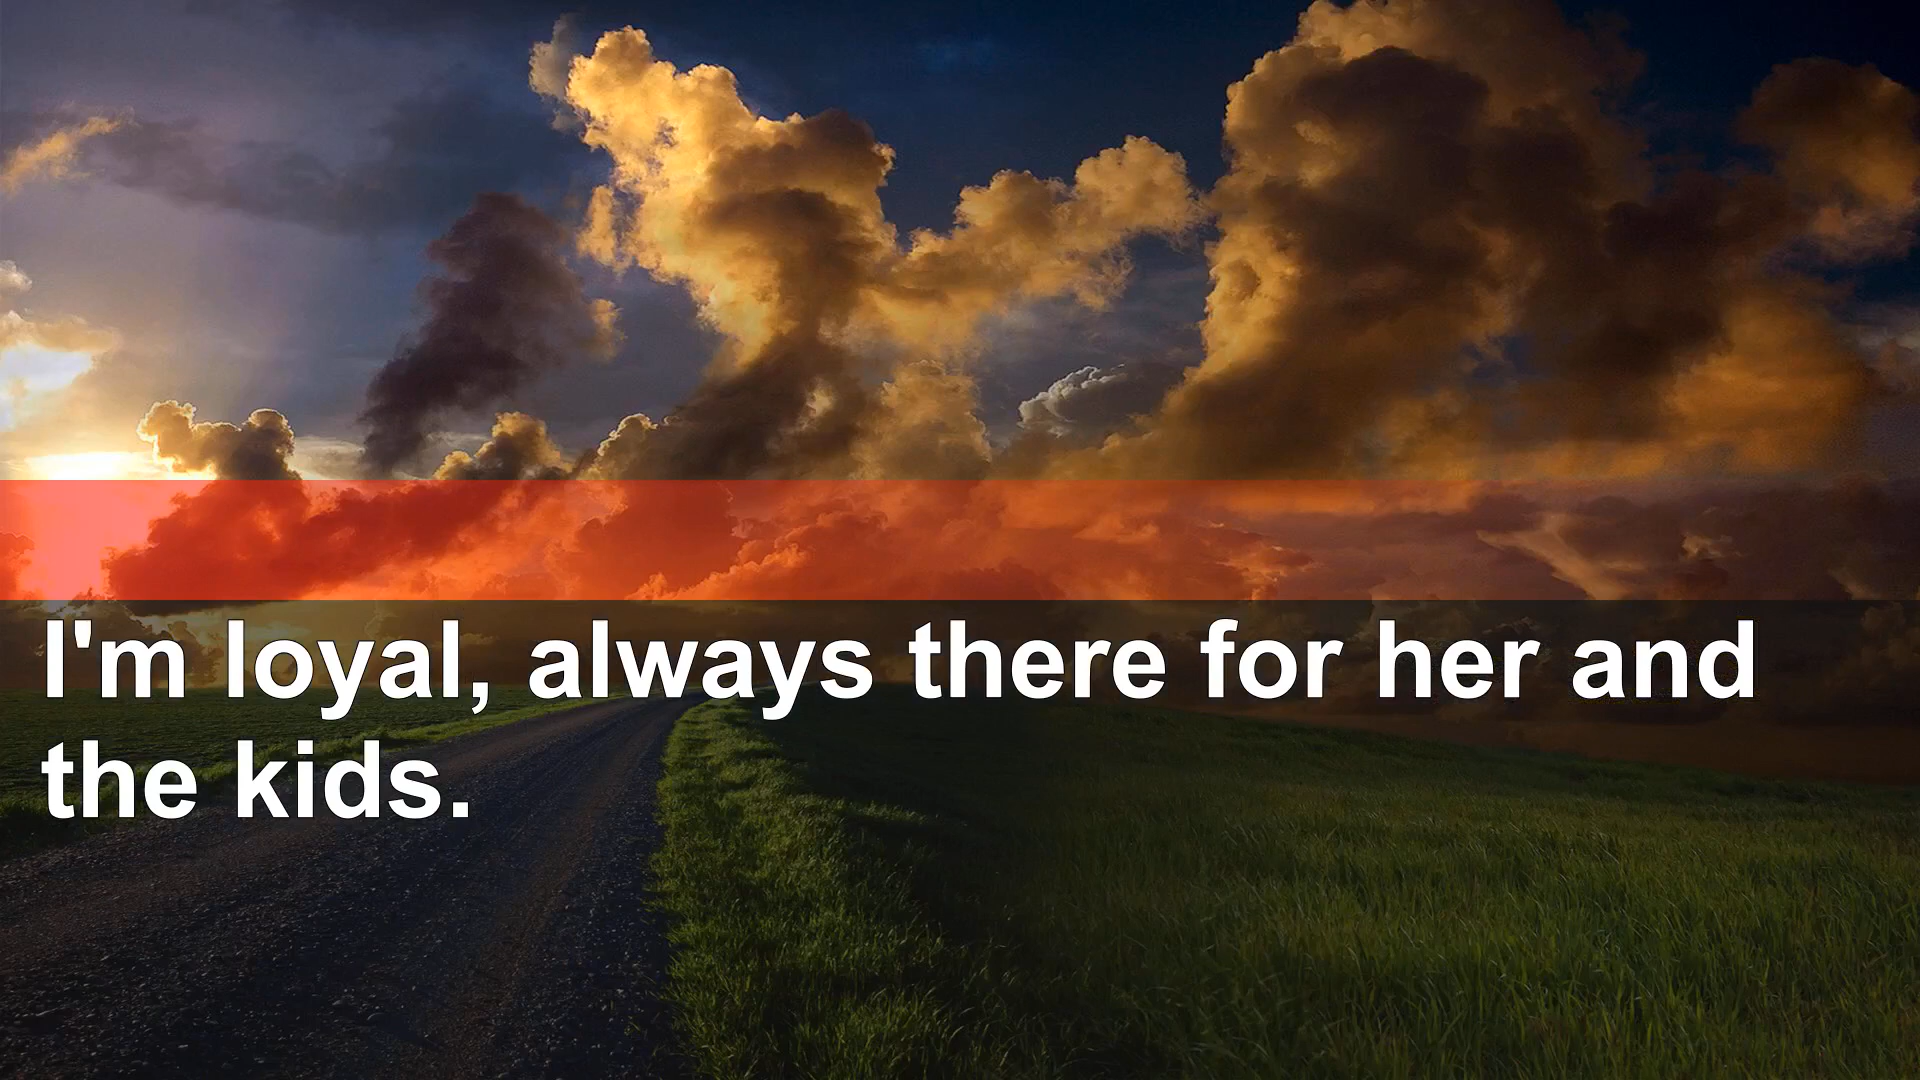 I'm loyal, always there for her and
the kids.